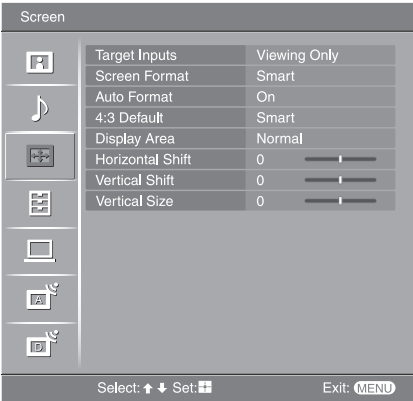 Screen
Target Inputs Viewing Only
Screen Format Smart
Auto Format On
4:3 Default Smart
Display Area Normal
Horizontal Shift 0
Vertical Shift 0
Vertical Size 0
A
D
Select: Set: Exit: MENU